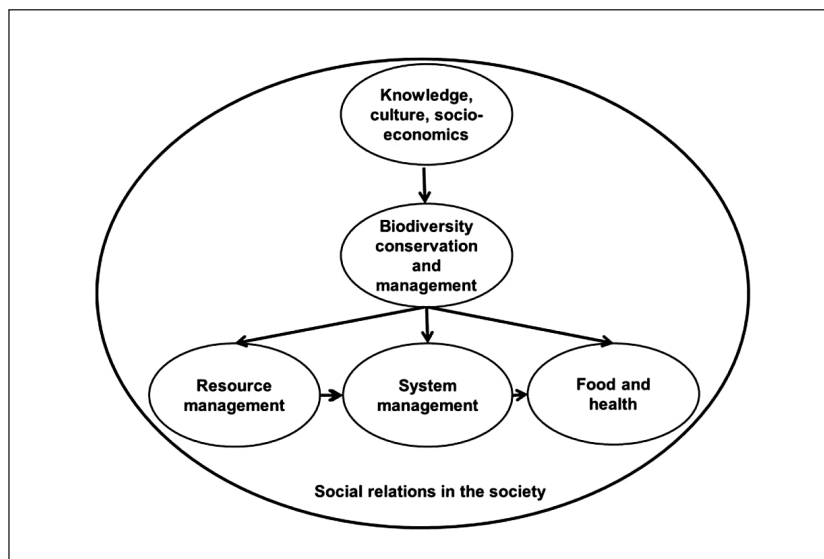 Knowledge,
culture, socio-
economics
Biodiversity
conservation
and
management
Resource
management
System
management
Food and
health
Social relations in the society